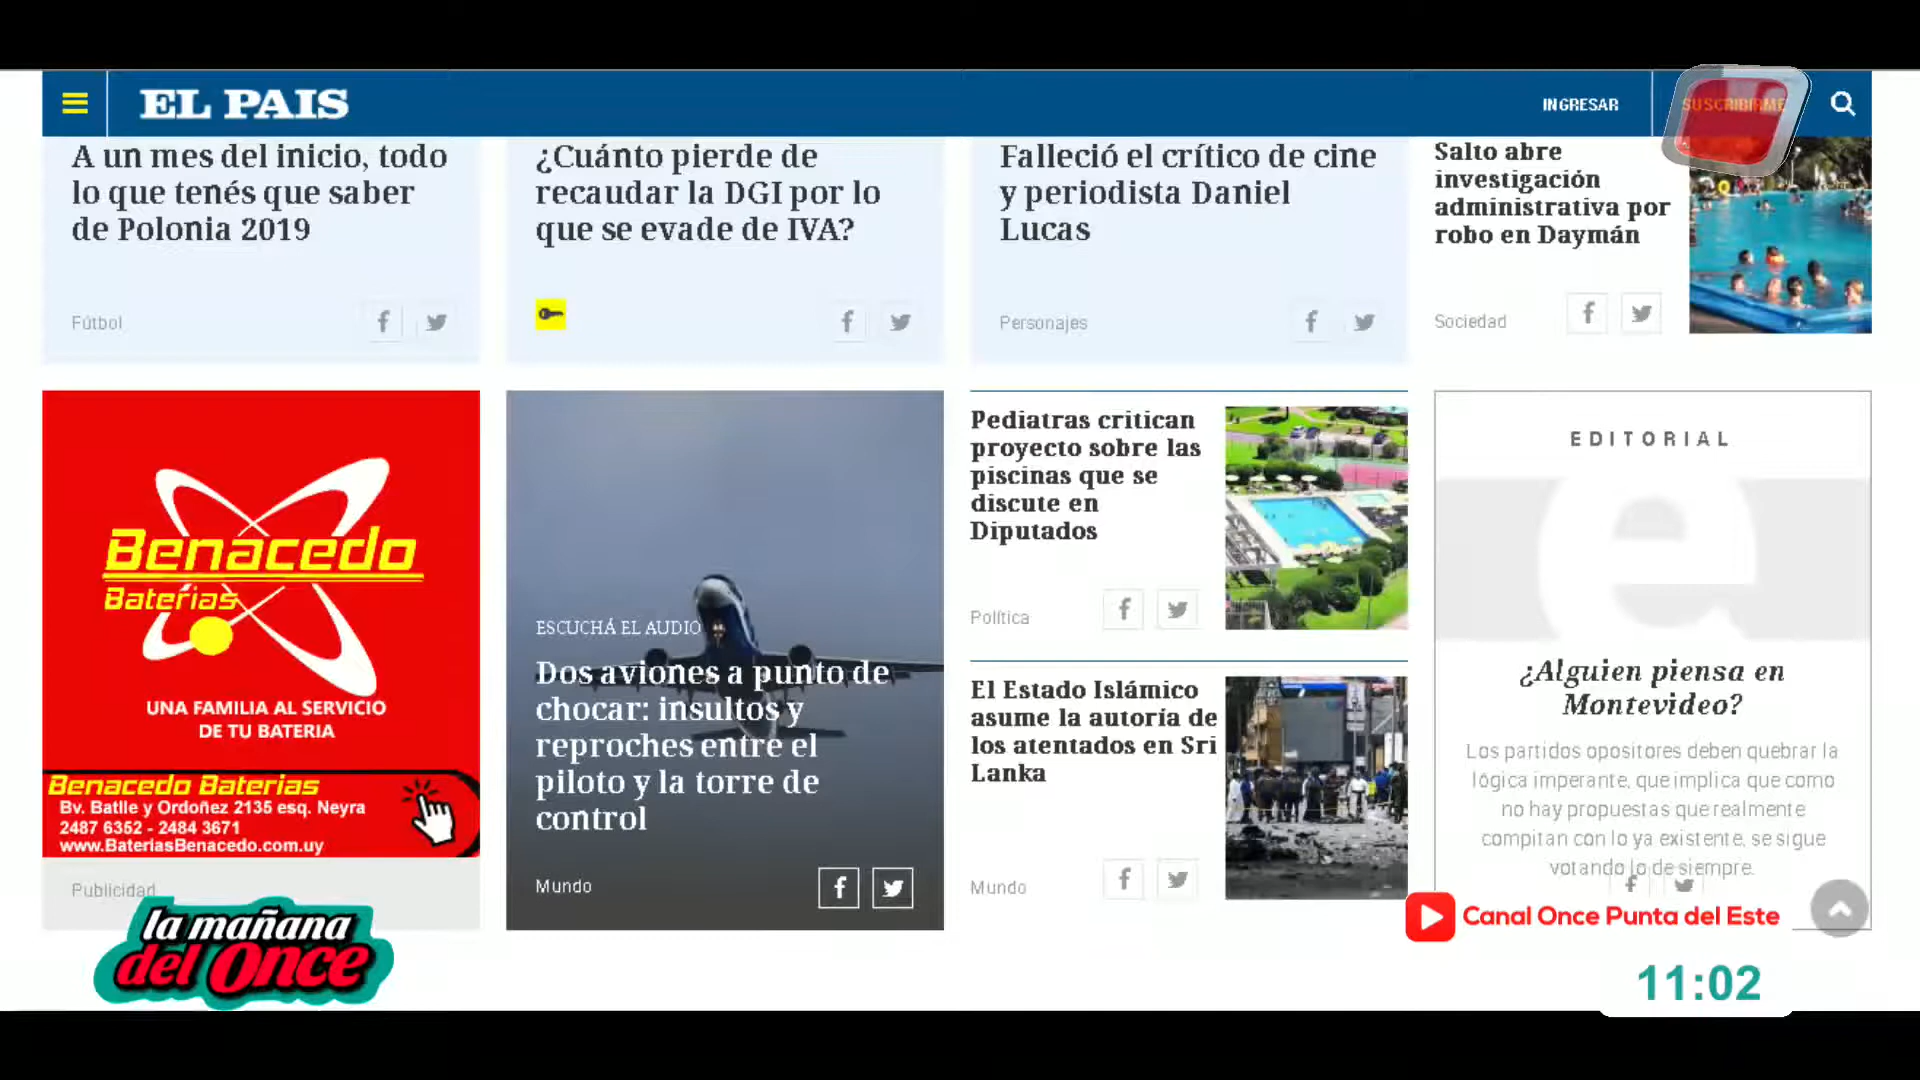 EL PAIS
INGRESAR
SUSCRIBIRME
A un mes del inicio, todo
lo que tenés que saber
de Polonia 2019
Fútbol
¿Cuánto pierde de
recaudar la DGI por lo
que se evade de IVA?
Falleció el crítico de cine
y periodista Daniel
Lucas
Personajes
Salto abre
investigación
administrativa por
robo en Daymán
Sociedad
Benacedo
Baterias
UNA FAMILIA AL SERVICIO
DE TU BATERIA
Benacedo Baterias
Bv. Batlle y Ordoñez 2135 esq. Neyra
2487 6352 - 2484 3671
www.BateriasBenacedo.com.uy
Publicidad
ESCUCHÁ EL AUDIO
Dos aviones a punto de
chocar: insultos y
reproches entre el
piloto y la torre de
control
Mundo
Pediatras critican
proyecto sobre las
piscinas que se
discute en
Diputados
Política
El Estado Islámico
asume la autoría de
los atentados en Sri
Lanka
Mundo
EDITORIAL
e
¿Alguien piensa en
Montevideo?
Los partidos opositores deben quebrar la
lógica imperante, que implica que como
no hay propuestas que realmente
compitan con lo ya existente, se sigue
votando lo de siempre.
la mañana
del Once
Canal Once Punta del Este
11:02